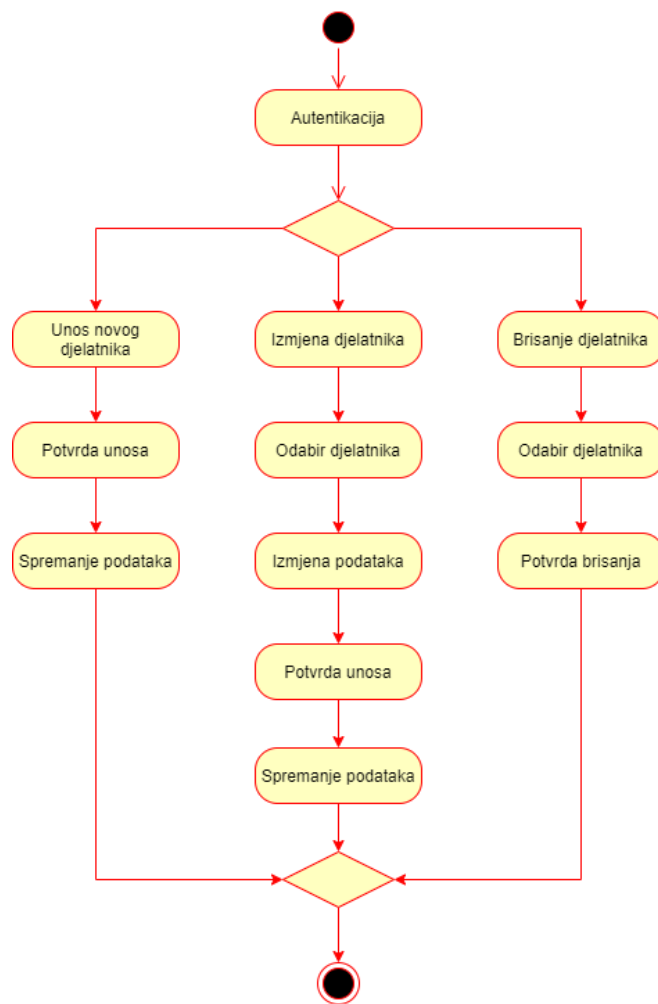 Autentikacija
Unos novog
djelatnika
Izmjena djelatnika
Brisanje djelatnika
Potvrda unosa
Odabir djelatnika
Odabir djelatnika
Spremanje podataka
Izmjena podataka
Potvrda brisanja
Potvrda unosa
Spremanje podataka